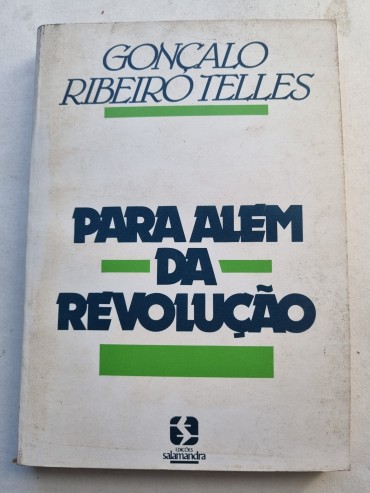 GONÇALO
RIBEIRO TELLES
PARA ALÉM
DA
REVOLUÇÃO
EDIÇÕES
salamandra